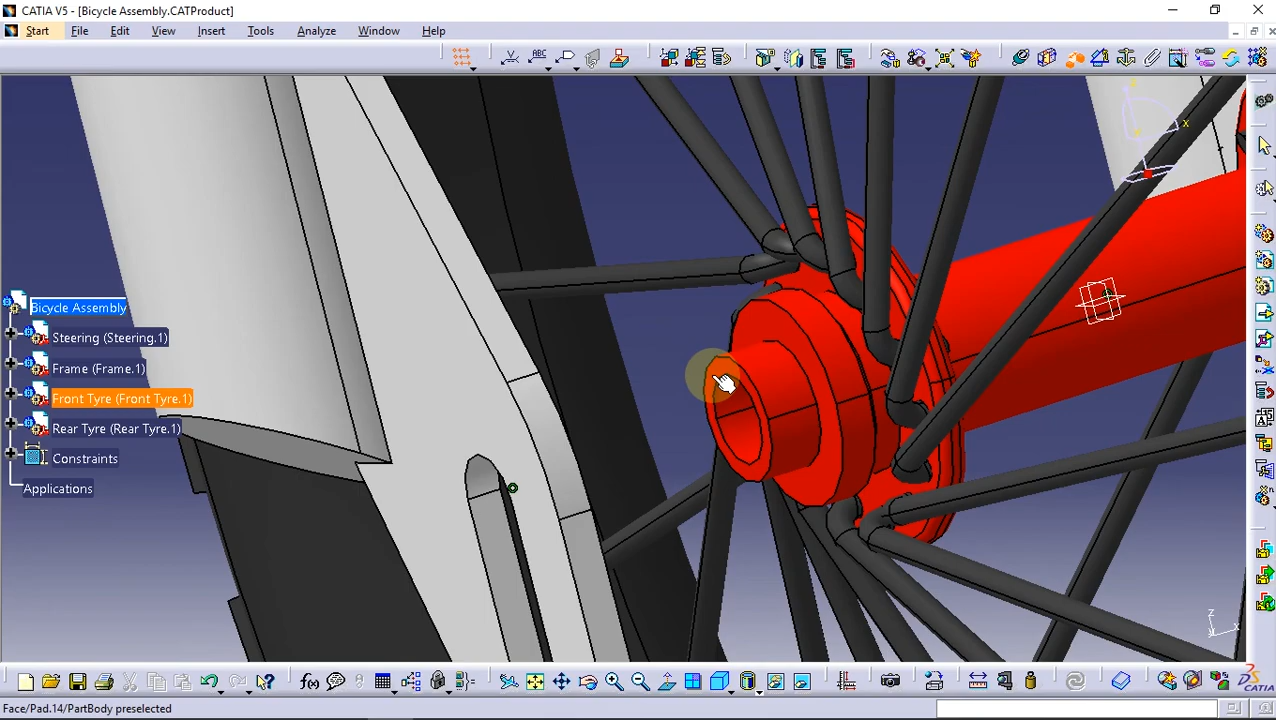 CATIA V5 - [Bicycle Assembly.CATProduct]
Start File Edit View Insert Tools Analyze Window Help
ABC
x
Bicycle Assembly
Steering (Steering.1)
Frame (Frame.1)
Front Tyre (Front Tyre.1)
Rear Tyre (Rear Tyre.1)
Constraints
Applications
z
x
f(x)
CATIA
Face/Pad.14/PartBody preselected